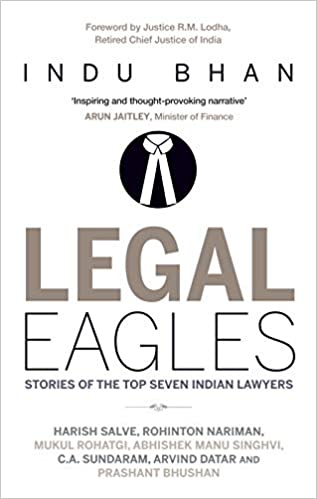 Foreword by Justice R.M. Lodha,
Retired Chief Justice of India
INDU BHAN
'Inspiring and thought-provoking narrative'
ARUN JAITLEY, Minister of Finance
LEGAL
EAGLES
STORIES OF THE TOP SEVEN INDIAN LAWYERS
HARISH SALVE, ROHINTON NARIMAN,
MUKUL ROHATGI, ABHISHEK MANU SINGHVI,
C.A. SUNDARAM, ARVIND DATAR AND
PRASHANT BHUSHAN